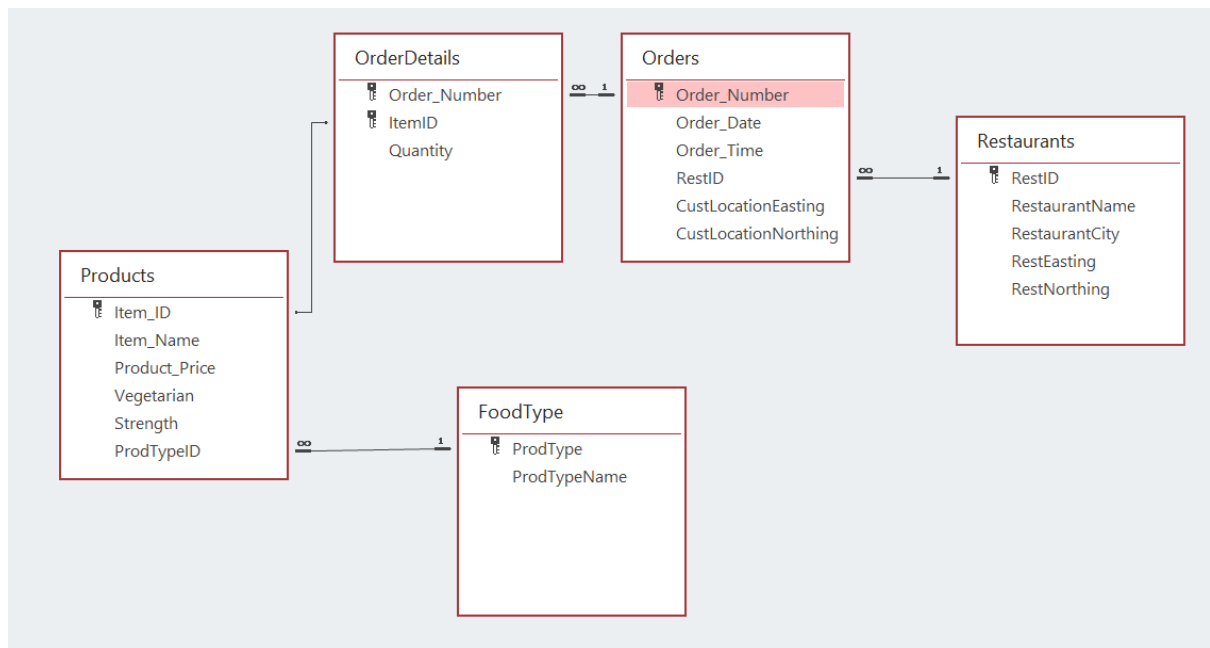 OrderDetails
Order_Number
ItemID
Quantity
∞ 1
Orders
Order_Number
Order_Date
Order_Time
RestID
CustLocationEasting
CustLocationNorthing
∞ 1
Restaurants
RestID
RestaurantName
RestaurantCity
RestEasting
RestNorthing
Products
Item_ID
Item_Name
Product_Price
Vegetarian
Strength
ProdTypeID
∞ 1
FoodType
ProdType
ProdTypeName